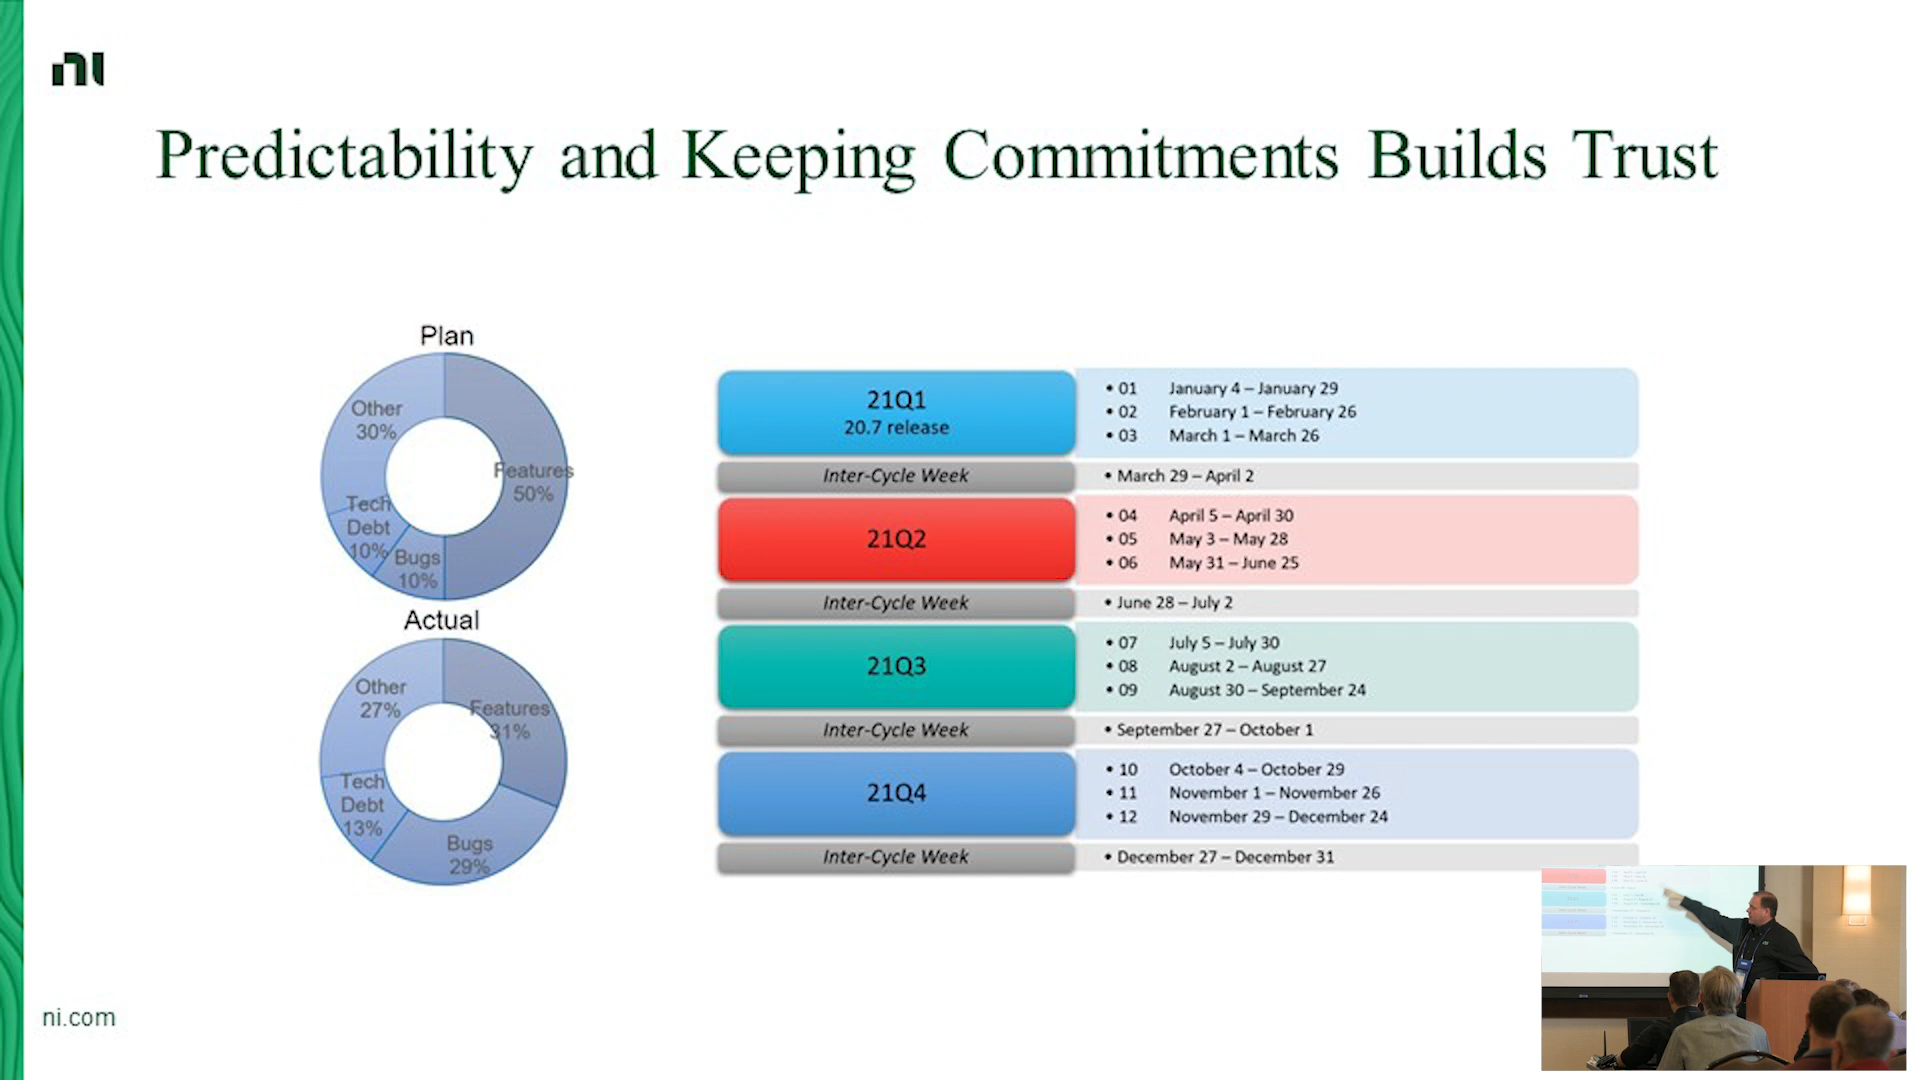 ni
Predictability and Keeping Commitments Builds Trust
Plan
Other
30%
Features
50%
Tech
Debt
10%
Bugs
10%
Actual
Other
27%
Features
31%
Tech
Debt
13%
Bugs
29%
21Q1
20.7 release
• 01 January 4 – January 29
• 02 February 1 – February 26
• 03 March 1 – March 26
Inter-Cycle Week
• March 29 – April 2
21Q2
• 04 April 5 – April 30
• 05 May 3 – May 28
• 06 May 31 – June 25
Inter-Cycle Week
• June 28 – July 2
21Q3
• 07 July 5 – July 30
• 08 August 2 – August 27
• 09 August 30 – September 24
Inter-Cycle Week
• September 27 – October 1
21Q4
• 10 October 4 – October 29
• 11 November 1 – November 26
• 12 November 29 – December 24
Inter-Cycle Week
• December 27 – December 31
ni.com